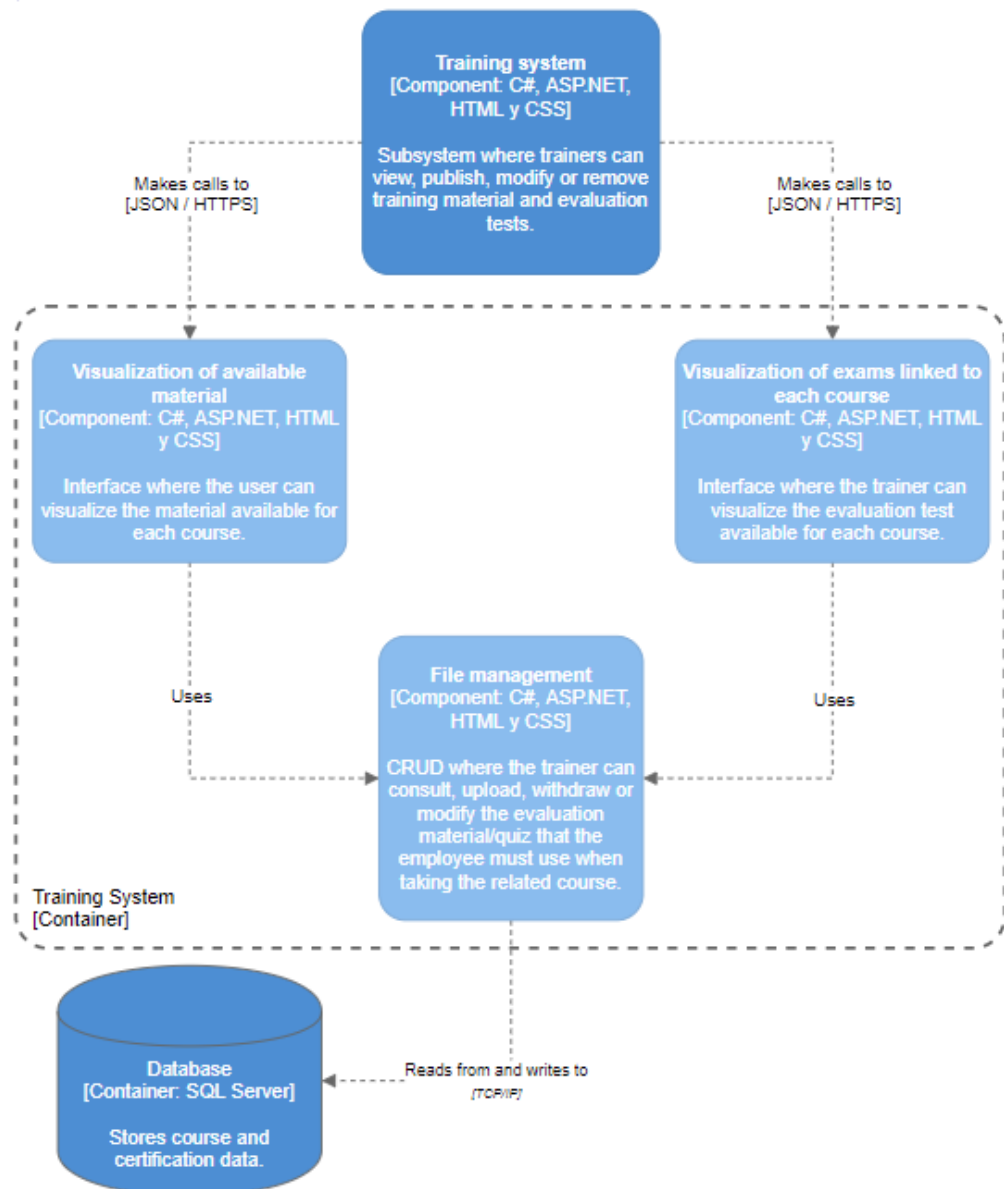 Training system
[Component: C#, ASP.NET,
HTML y CSS]
Subsystem where trainers can
view, publish, modify or remove
training material and evaluation
tests.
Makes calls to
[JSON / HTTPS]
Makes calls to
[JSON / HTTPS]
Visualization of available
material
[Component: C#, ASP.NET, HTML
y CSS]
Interface where the user can
visualize the material available for
each course.
Visualization of exams linked to
each course
[Component: C#, ASP.NET, HTML
y CSS]
Interface where the trainer can
visualize the evaluation test
available for each course.
Uses
Uses
File management
[Component: C#, ASP.NET,
HTML y CSS]
CRUD where the trainer can
consult, upload, withdraw or
modify the evaluation
material/quiz that the
employee must use when
taking the related course.
Training System
[Container]
Reads from and writes to
[TCP/IP]
Database
[Container: SQL Server]
Stores course and
certification data.